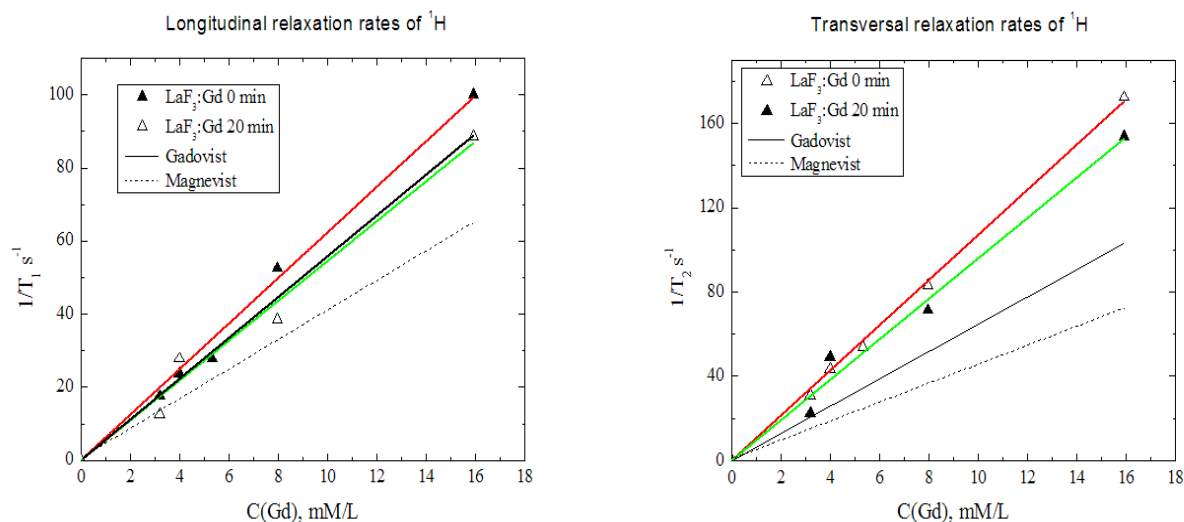 Longitudinal relaxation rates of ¹H
LaF₃:Gd 0 min
LaF₃:Gd 20 min
Gadovist
Magnevist
100
80
60
40
20
0
1/T₁ s⁻¹
0 2 4 6 8 10 12 14 16 18
C(Gd), mM/L
Transversal relaxation rates of ¹H
LaF₃:Gd 0 min
LaF₃:Gd 20 min
Gadovist
Magnevist
160
120
80
40
0
1/T₂ s⁻¹
0 2 4 6 8 10 12 14 16 18
C(Gd), mM/L